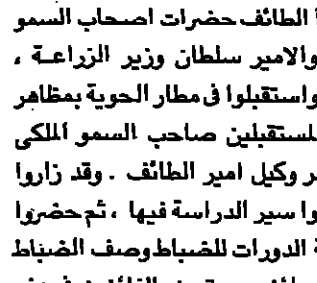 الطائف حضرات اصحاب السمو
والامير سلطان وزير الزراعة ،
واستقبلوا فى مطار الحوية بمظاهر
لمستقبلين صاحب السمو الملكى
ر وكيل امير الطائف . وقد زاروا
وا سير الدراسة فيها ، ثم حضروا
ة الدورات للضباط وصف الضباط